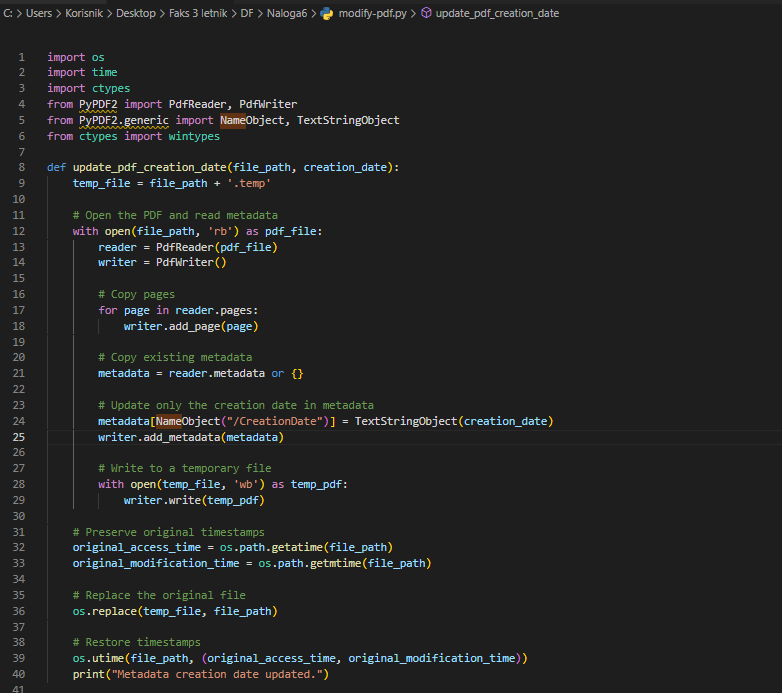 C: > Users > Korisnik > Desktop > Faks 3 letnik > DF > Naloga6 > modify-pdf.py > update_pdf_creation_date
1 import os
2 import time
3 import ctypes
4 from PyPDF2 import PdfReader, PdfWriter
5 from PyPDF2.generic import NameObject, TextStringObject
6 from ctypes import wintypes
7
8 def update_pdf_creation_date(file_path, creation_date):
9     temp_file = file_path + '.temp'
10
11     # Open the PDF and read metadata
12     with open(file_path, 'rb') as pdf_file:
13         reader = PdfReader(pdf_file)
14         writer = PdfWriter()
15
16         # Copy pages
17         for page in reader.pages:
18             writer.add_page(page)
19
20         # Copy existing metadata
21         metadata = reader.metadata or {}
22
23         # Update only the creation date in metadata
24         metadata[NameObject("/CreationDate")] = TextStringObject(creation_date)
25         writer.add_metadata(metadata)
26
27         # Write to a temporary file
28         with open(temp_file, 'wb') as temp_pdf:
29             writer.write(temp_pdf)
30
31     # Preserve original timestamps
32     original_access_time = os.path.getatime(file_path)
33     original_modification_time = os.path.getmtime(file_path)
34
35     # Replace the original file
36     os.replace(temp_file, file_path)
37
38     # Restore timestamps
39     os.utime(file_path, (original_access_time, original_modification_time))
40     print("Metadata creation date updated.")
41